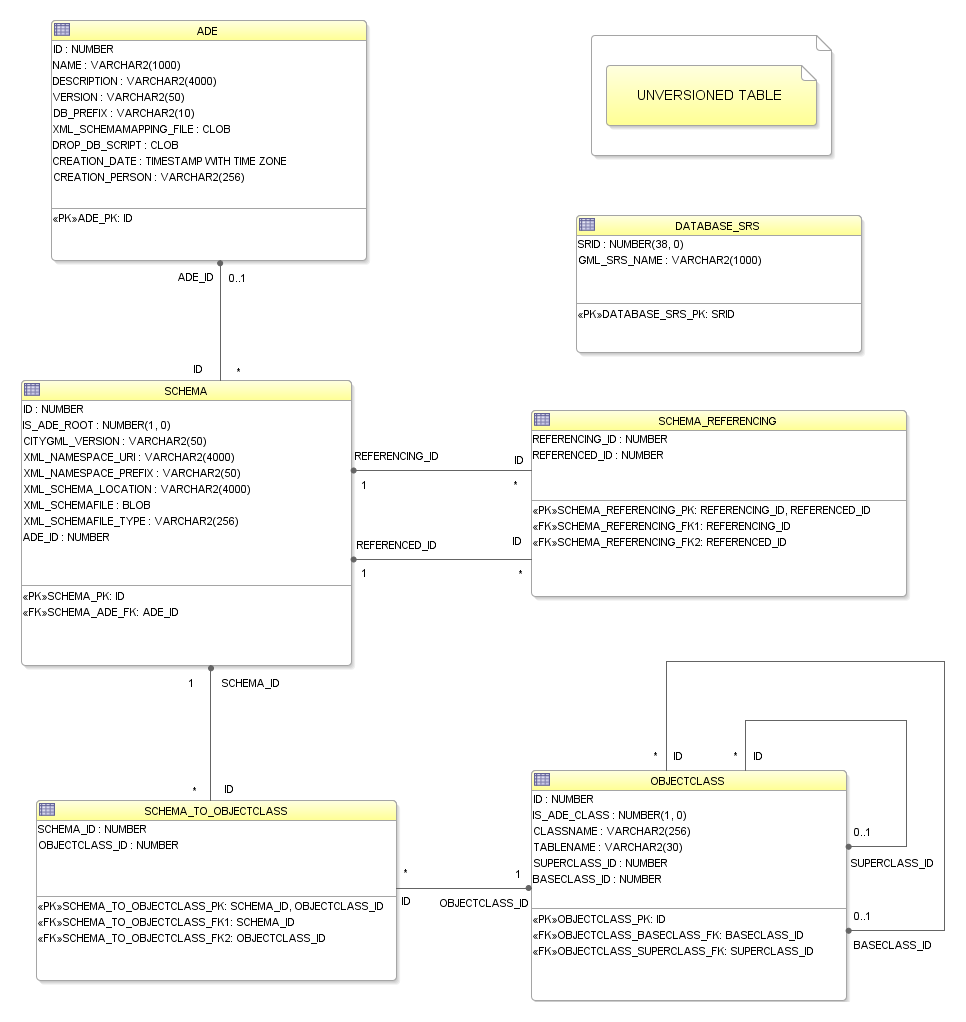 ADE
ID : NUMBER
NAME : VARCHAR2(1000)
DESCRIPTION : VARCHAR2(4000)
VERSION : VARCHAR2(50)
DB_PREFIX : VARCHAR2(10)
XML_SCHEMAMAPPING_FILE : CLOB
DROP_DB_SCRIPT : CLOB
CREATION_DATE : TIMESTAMP WITH TIME ZONE
CREATION_PERSON : VARCHAR2(256)
«PK»ADE_PK: ID
UNVERSIONED TABLE
DATABASE_SRS
SRID : NUMBER(38, 0)
GML_SRS_NAME : VARCHAR2(1000)
«PK»DATABASE_SRS_PK: SRID
ADE_ID 0..1
ID *
SCHEMA
ID : NUMBER
IS_ADE_ROOT : NUMBER(1, 0)
CITYGML_VERSION : VARCHAR2(50)
XML_NAMESPACE_URI : VARCHAR2(4000)
XML_NAMESPACE_PREFIX : VARCHAR2(50)
XML_SCHEMA_LOCATION : VARCHAR2(4000)
XML_SCHEMAFILE : BLOB
XML_SCHEMAFILE_TYPE : VARCHAR2(256)
ADE_ID : NUMBER
«PK»SCHEMA_PK: ID
«FK»SCHEMA_ADE_FK: ADE_ID
REFERENCING_ID ID
1 *
REFERENCED_ID ID
1 *
SCHEMA_REFERENCING
REFERENCING_ID : NUMBER
REFERENCED_ID : NUMBER
«PK»SCHEMA_REFERENCING_PK: REFERENCING_ID, REFERENCED_ID
«FK»SCHEMA_REFERENCING_FK1: REFERENCING_ID
«FK»SCHEMA_REFERENCING_FK2: REFERENCED_ID
1 SCHEMA_ID
* ID
SCHEMA_TO_OBJECTCLASS
SCHEMA_ID : NUMBER
OBJECTCLASS_ID : NUMBER
«PK»SCHEMA_TO_OBJECTCLASS_PK: SCHEMA_ID, OBJECTCLASS_ID
«FK»SCHEMA_TO_OBJECTCLASS_FK1: SCHEMA_ID
«FK»SCHEMA_TO_OBJECTCLASS_FK2: OBJECTCLASS_ID
* 1
ID OBJECTCLASS_ID
* ID * ID
OBJECTCLASS
ID : NUMBER
IS_ADE_CLASS : NUMBER(1, 0)
CLASSNAME : VARCHAR2(256)
TABLENAME : VARCHAR2(30)
SUPERCLASS_ID : NUMBER
BASECLASS_ID : NUMBER
«PK»OBJECTCLASS_PK: ID
«FK»OBJECTCLASS_BASECLASS_FK: BASECLASS_ID
«FK»OBJECTCLASS_SUPERCLASS_FK: SUPERCLASS_ID
0..1
SUPERCLASS_ID
0..1
BASECLASS_ID